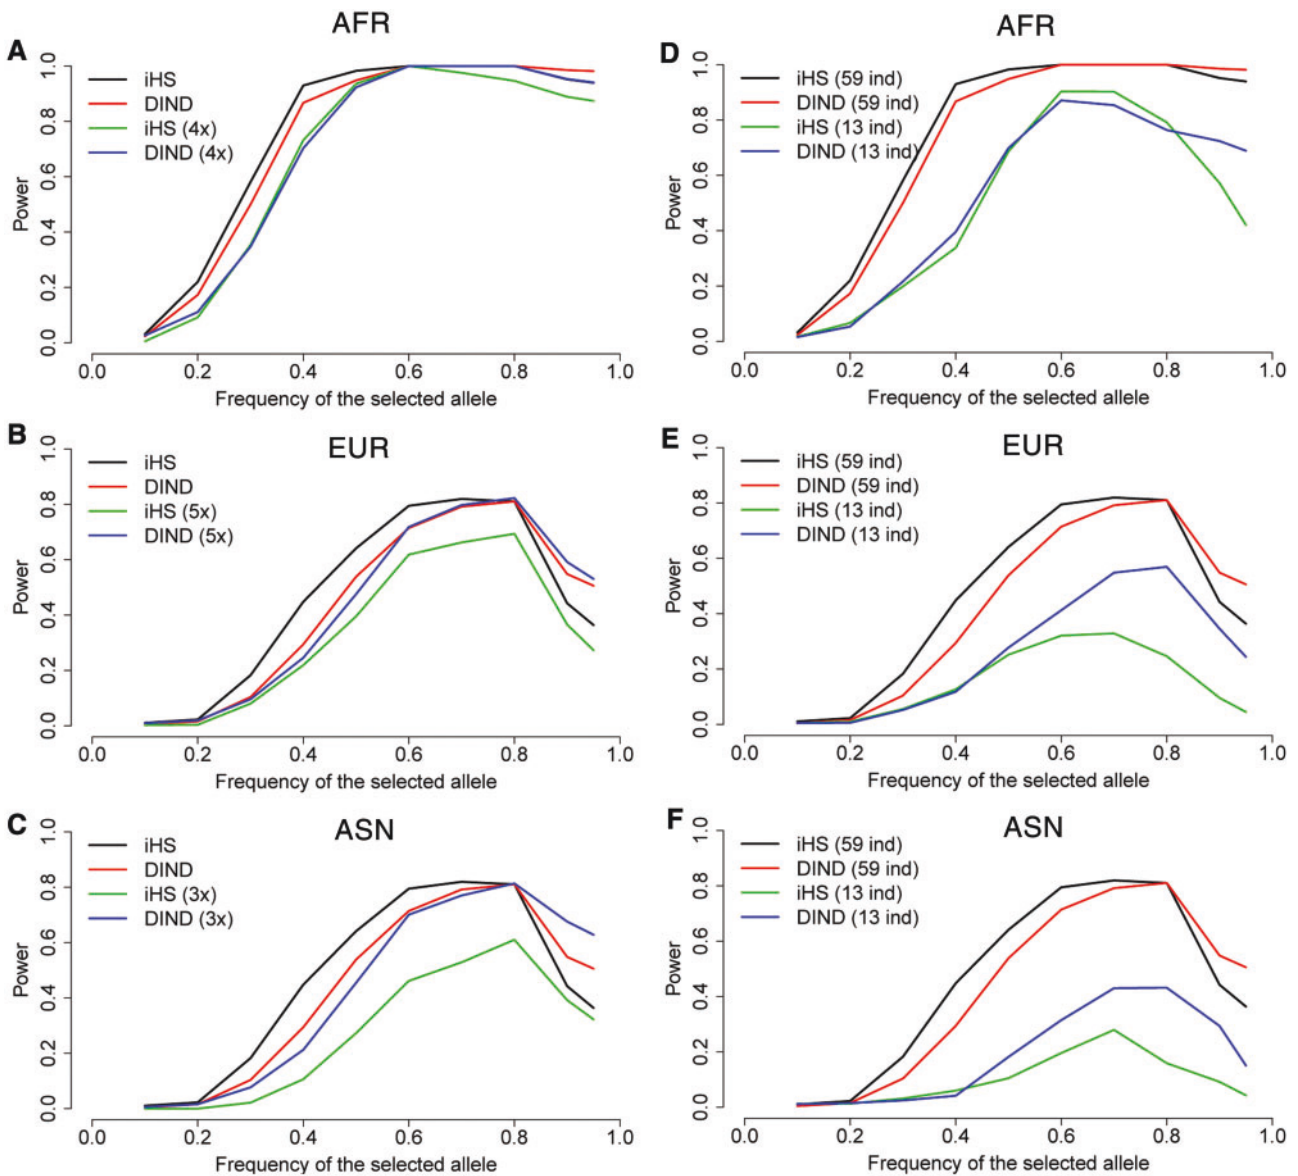 A
AFR
iHS
DIND
iHS (4x)
DIND (4x)
Power
0.0 0.2 0.4 0.6 0.8 1.0
0.0 0.2 0.4 0.6 0.8 1.0
Frequency of the selected allele
D
AFR
iHS (59 ind)
DIND (59 ind)
iHS (13 ind)
DIND (13 ind)
Power
0.0 0.2 0.4 0.6 0.8 1.0
0.0 0.2 0.4 0.6 0.8 1.0
Frequency of the selected allele
B
EUR
iHS
DIND
iHS (5x)
DIND (5x)
Power
0.0 0.2 0.4 0.6 0.8 1.0
0.0 0.2 0.4 0.6 0.8 1.0
Frequency of the selected allele
E
EUR
iHS (59 ind)
DIND (59 ind)
iHS (13 ind)
DIND (13 ind)
Power
0.0 0.2 0.4 0.6 0.8 1.0
0.0 0.2 0.4 0.6 0.8 1.0
Frequency of the selected allele
C
ASN
iHS
DIND
iHS (3x)
DIND (3x)
Power
0.0 0.2 0.4 0.6 0.8 1.0
0.0 0.2 0.4 0.6 0.8 1.0
Frequency of the selected allele
F
ASN
iHS (59 ind)
DIND (59 ind)
iHS (13 ind)
DIND (13 ind)
Power
0.0 0.2 0.4 0.6 0.8 1.0
0.0 0.2 0.4 0.6 0.8 1.0
Frequency of the selected allele